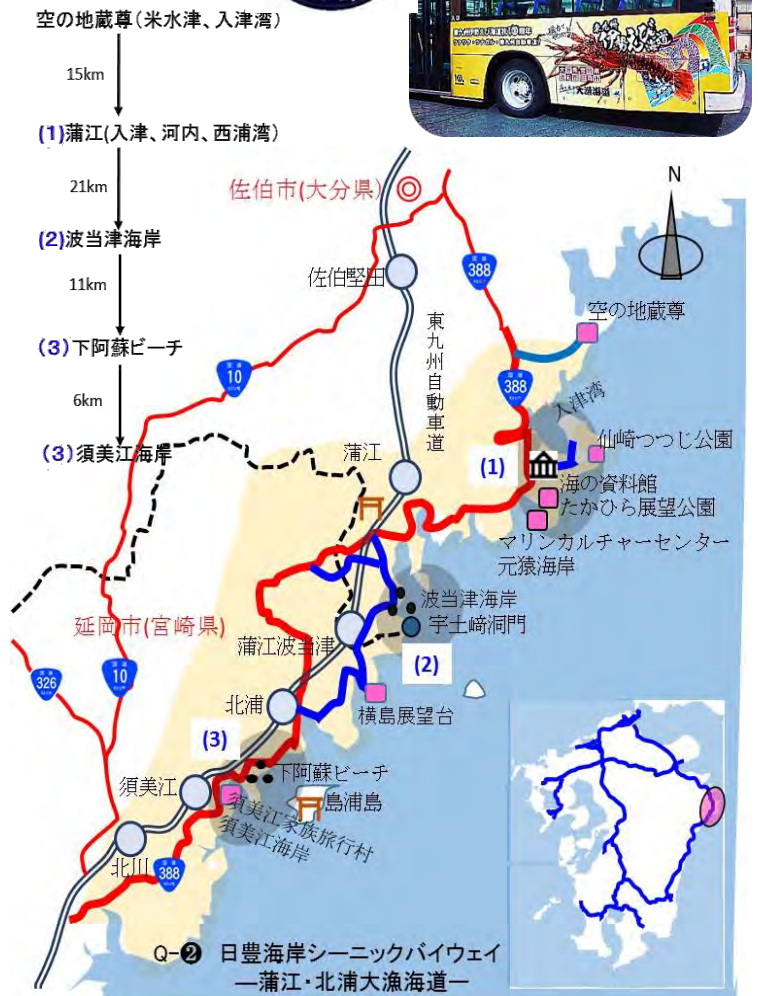 空の地蔵尊(米水津、入津湾)
15km
(1)蒲江(入津、河内、西浦湾)
21km
(2)波当津海岸
11km
(3)下阿蘇ビーチ
6km
(3)須美江海岸
大漁海道
佐伯市(大分県)
N
388
佐伯堅田
空の地蔵尊
東九州自動車道
国道
10
388
入津湾
仙崎つつじ公園
蒲江
(1)
海の資料館
たかひら展望公園
マリンカルチャーセンター
元猿海岸
波当津海岸
延岡市(宮崎県)
蒲江波当津
宇土崎洞門
(2)
326
10
北浦
横島展望台
(3)
下阿蘇ビーチ
須美江
島浦島
須美江家族旅行村
須美江海岸
北川
388
Q-❷ 日豊海岸シーニックバイウェイ
―蒲江・北浦大漁海道―